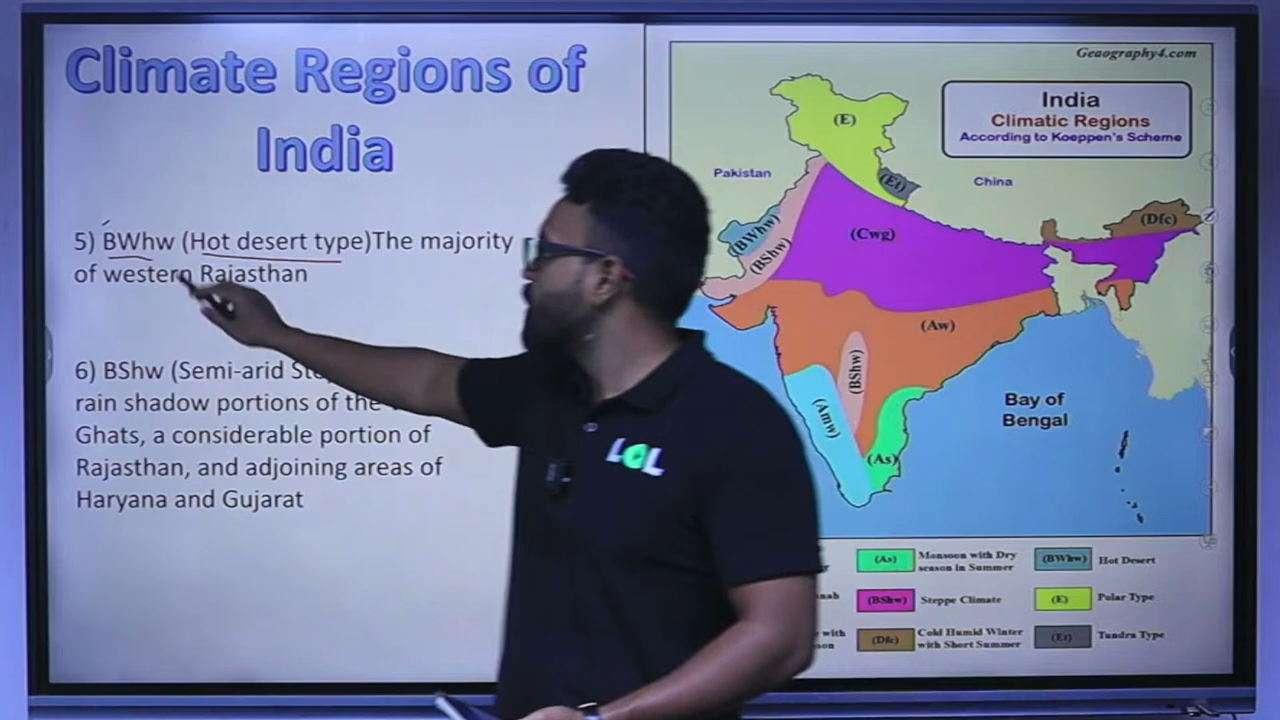 Climate Regions of
India
5) BWhw (Hot desert type)The majority
of western Rajasthan
6) BShw (Semi-arid
rain shadow portions of the
Ghats, a considerable portion of
Rajasthan, and adjoining areas of
Haryana and Gujarat
Geaography4.com
India
Climatic Regions
According to Koeppen's Scheme
Pakistan
China
(E)
(Et)
(Dfc)
(BWhw)
(BShw)
(Cwg)
(Aw)
(BShw)
(Amw)
(As)
Bay of
Bengal
(As) Monsoon with Dry
season in Summer
(BWhw) Hot Desert
(BShw) Steppe Climate
(E) Polar Type
with
(Dfc) Cold Humid Winter
with Short Summer
(Et) Tundra Type
LOL